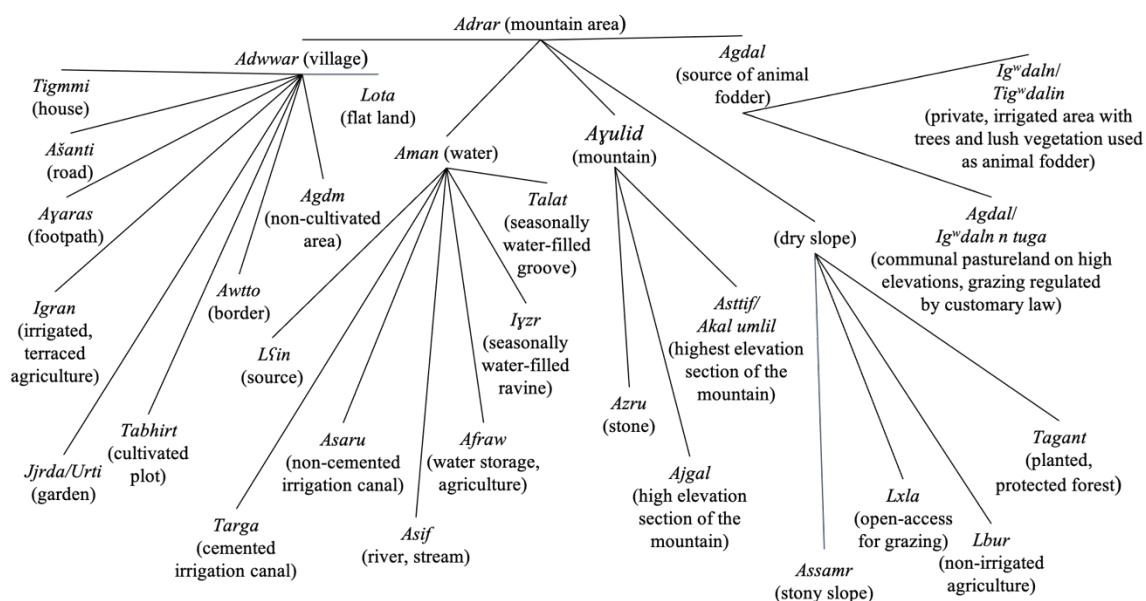 Adrar (mountain area)
Adwwar (village)
Tigmmi
(house)
Ašanti
(road)
Aɣaras
(footpath)
Igran
(irrigated,
terraced
agriculture)
Jjrda/Urti
(garden)
Tabhirt
(cultivated
plot)
Awtto
(border)
Agdm
(non-cultivated
area)
Lota
(flat land)
Aman (water)
Lʕin
(source)
Targa
(cemented
irrigation canal)
Asaru
(non-cemented
irrigation canal)
Asif
(river, stream)
Afraw
(water storage,
agriculture)
Iɣzr
(seasonally
water-filled
ravine)
Talat
(seasonally
water-filled
groove)
Aɣulid
(mountain)
Azru
(stone)
Ajgal
(high elevation
section of the
mountain)
Asttif/
Akal umlil
(highest elevation
section of the
mountain)
(dry slope)
Assamr
(stony slope)
Lxla
(open-access
for grazing)
Lbur
(non-irrigated
agriculture)
Tagant
(planted,
protected forest)
Agdal
(source of animal
fodder)
Igʷdaln/
Tigʷdalin
(private, irrigated area with
trees and lush vegetation used
as animal fodder)
Agdal/
Igʷdaln n tuga
(communal pastureland on high
elevations, grazing regulated
by customary law)